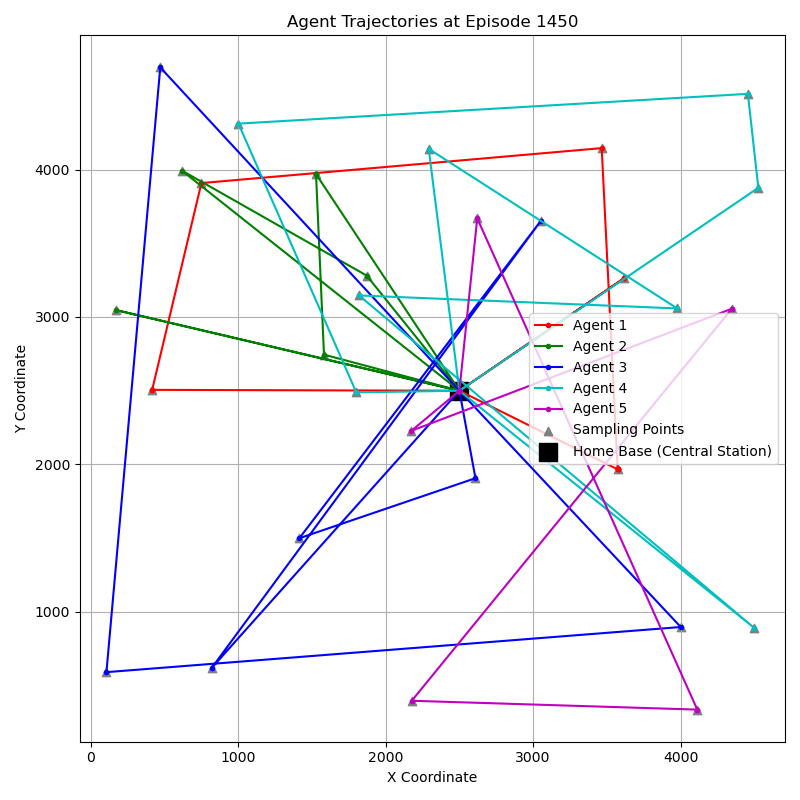 Agent Trajectories at Episode 1450
Y Coordinate
4000
3000
2000
1000
0 1000 2000 3000 4000
X Coordinate
Agent 1
Agent 2
Agent 3
Agent 4
Agent 5
Sampling Points
Home Base (Central Station)